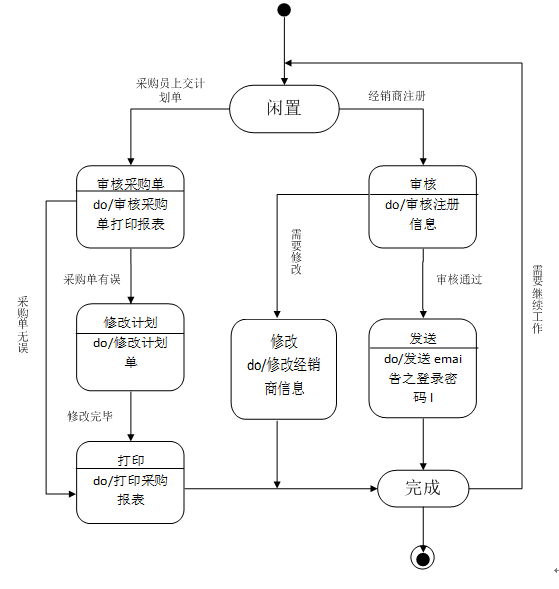 采购员上交计
划单
闲置
经销商注册
审核采购单
do/审核采购
单打印报表
审核
do/审核注册
信息
需要修改
采购单有误
审核通过
采购单无误
需要继续工作
修改计划
do/修改计划
单
修改
do/修改经销
商信息
发送
do/发送 emai
告之登录密
码 l
修改完毕
打印
do/打印采购
报表
完成